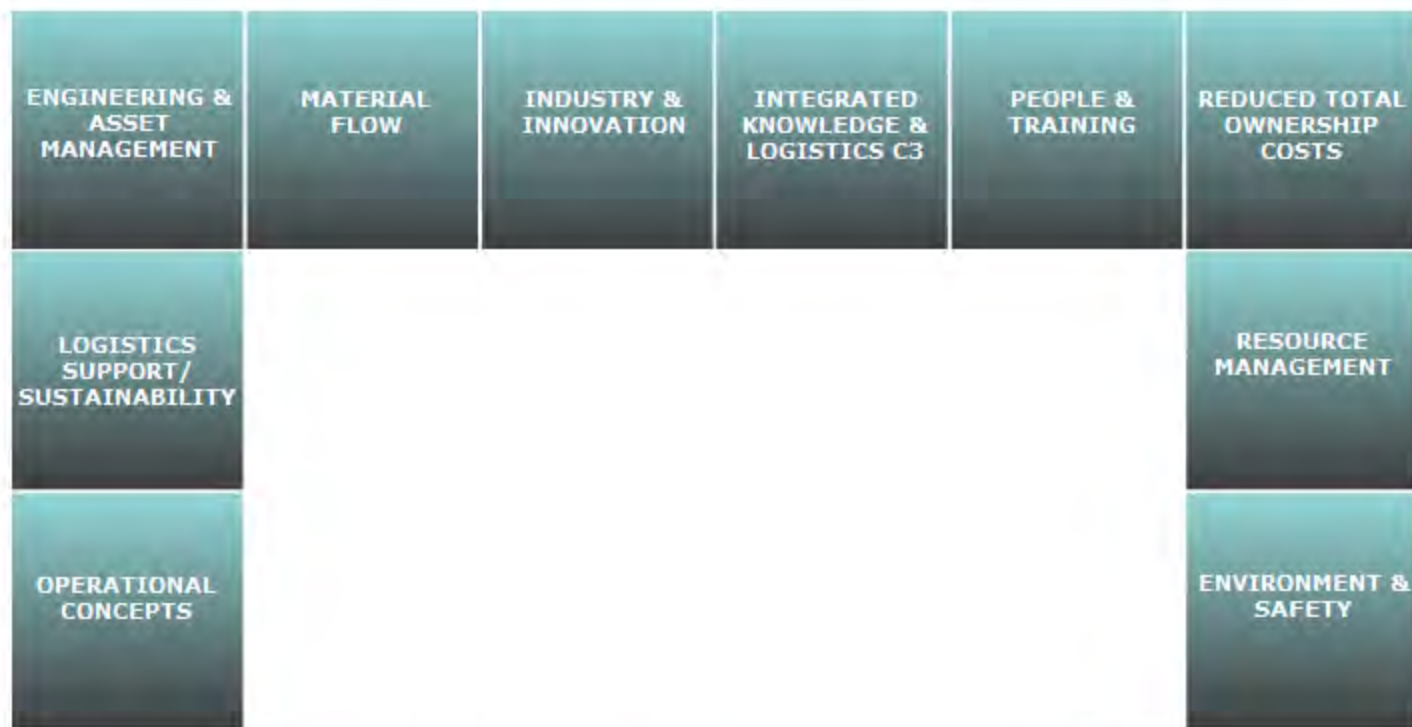 ENGINEERING &
ASSET
MANAGEMENT
MATERIAL
FLOW
INDUSTRY &
INNOVATION
INTEGRATED
KNOWLEDGE &
LOGISTICS C3
PEOPLE &
TRAINING
REDUCED TOTAL
OWNERSHIP
COSTS
LOGISTICS
SUPPORT/
SUSTAINABILITY
RESOURCE
MANAGEMENT
OPERATIONAL
CONCEPTS
ENVIRONMENT &
SAFETY